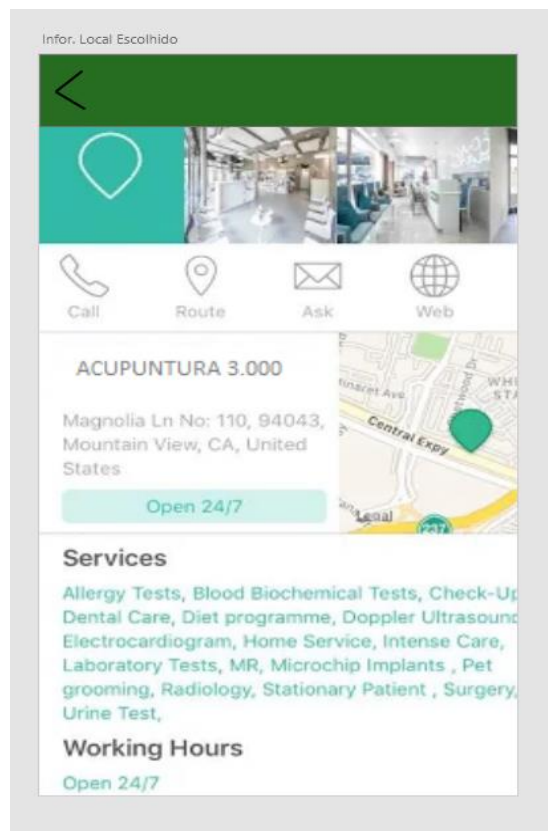 Infor. Local Escolhido
Call
Route
Ask
Web
ACUPUNTURA 3.000
Magnolia Ln No: 110, 94043,
Mountain View, CA, United
States
Open 24/7
Central Expy
Legal
237
Services
Allergy Tests, Blood Biochemical Tests, Check-Up
Dental Care, Diet programme, Doppler Ultrasound
Electrocardiogram, Home Service, Intense Care,
Laboratory Tests, MR, Microchip Implants , Pet
grooming, Radiology, Stationary Patient , Surgery,
Urine Test,
Working Hours
Open 24/7